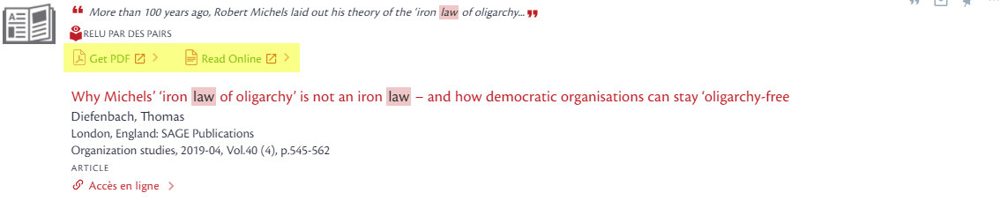 ❝ More than 100 years ago, Robert Michels laid out his theory of the ‘iron law of oligarchy... ❞
RELU PAR DES PAIRS
Get PDF Read Online
Why Michels’ ‘iron law of oligarchy’ is not an iron law – and how democratic organisations can stay ‘oligarchy-free
Diefenbach, Thomas
London, England: SAGE Publications
Organization studies, 2019-04, Vol.40 (4), p.545-562
ARTICLE
Accès en ligne